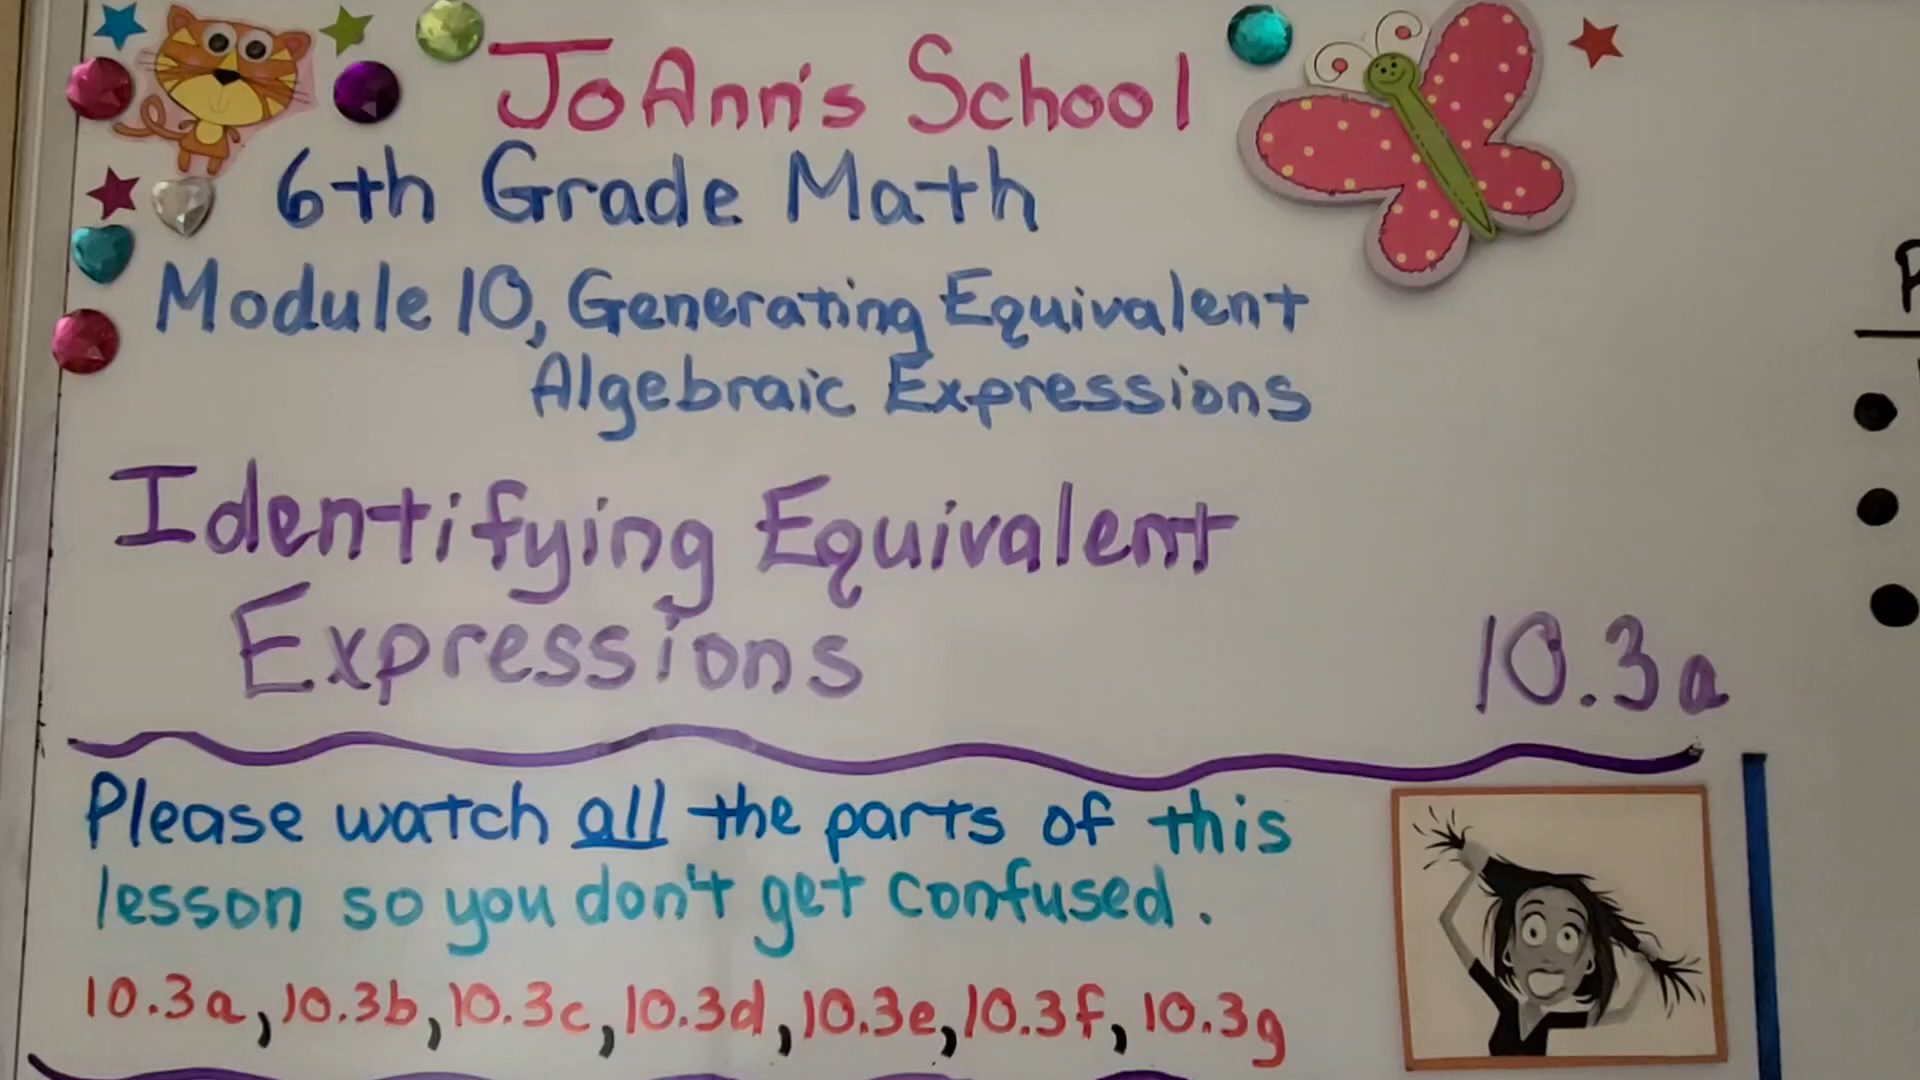 JoAnn's School
6th Grade Math
Module 10, Generating Equivalent
Algebraic Expressions
Identifying Equivalent
Expressions
10.3a
Please watch all the parts of this
lesson so you don't get confused.
10.3a, 10.3b, 10.3c, 10.3d, 10.3e, 10.3f, 10.3g